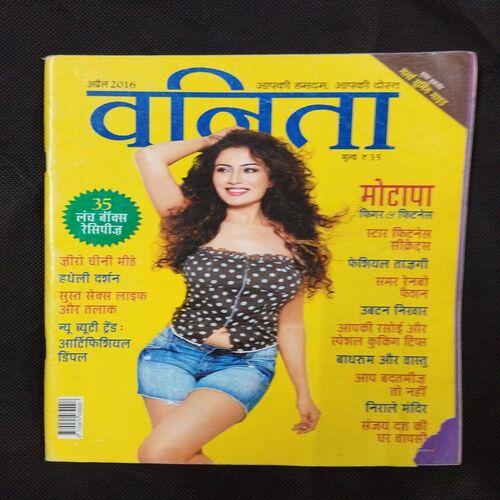 अप्रैल 2016
आपकी हमदम, आपकी दोस्त
वनिता
मूल्य ₹ 35
35
लंच बॉक्स
रेसिपीज़
ज़ीरो चीनी मीठे
हथेली दर्शन
सुस्त सेक्स लाइफ
और तलाक
न्यू ब्यूटी ट्रेंड :
आर्टिफिशियल
डिंपल
मोटापा
फिगर & फिटनेस
स्टार फिटनेस
सीक्रेट्स
फेशियल ताज़गी
समर रेनबो
फैशन
उबटन निखार
आपकी रसोई और
स्पेशल कुकिंग टिप्स
बाथरूम और वास्तु
आप बदतमीज़
तो नहीं
निराले मंदिर
संजय दत्त की
घर वापसी